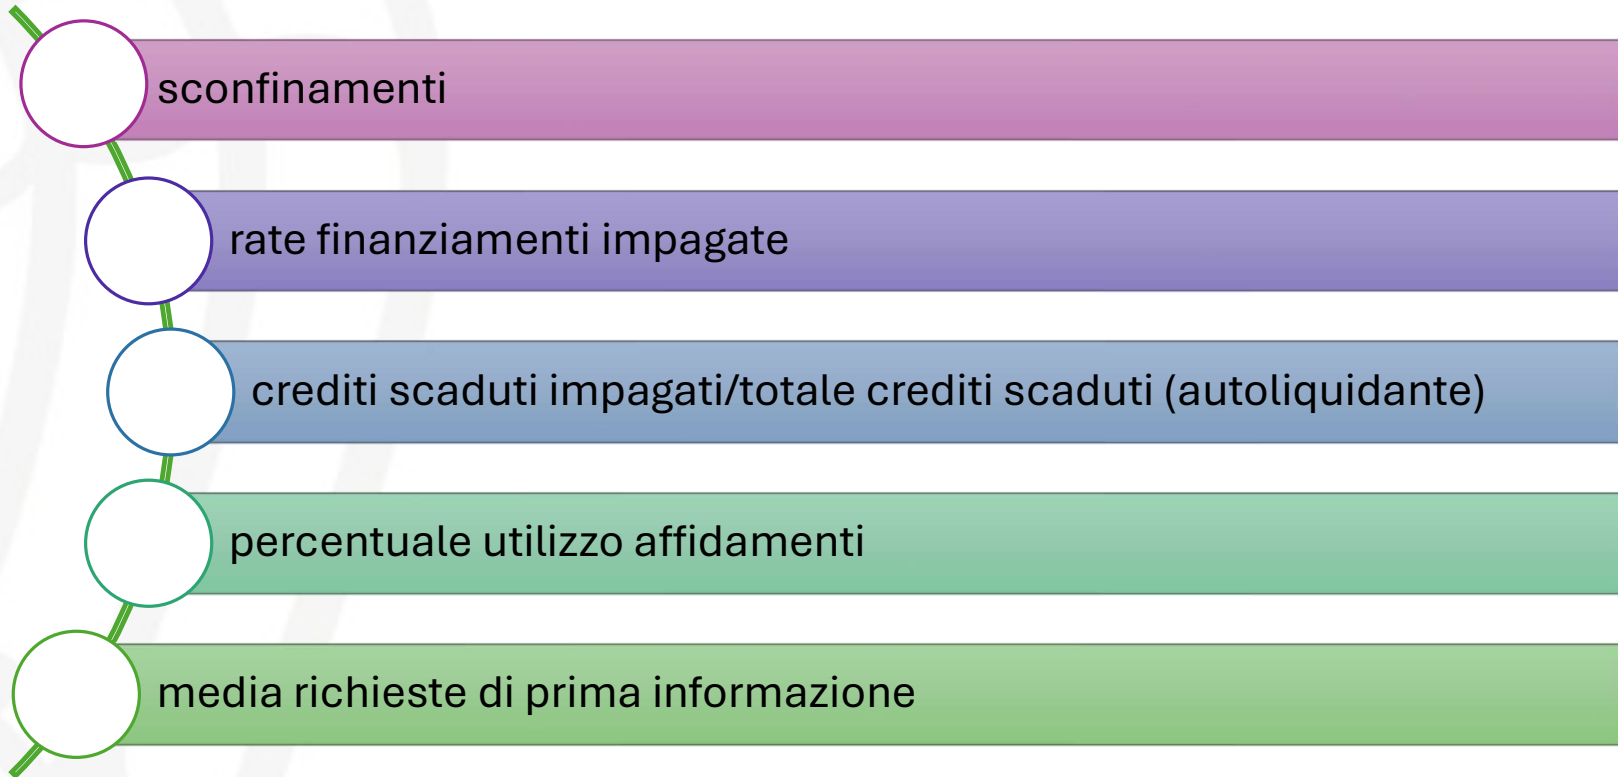 sconfinamenti
rate finanziamenti impagate
crediti scaduti impagati/totale crediti scaduti (autoliquidante)
percentuale utilizzo affidamenti
media richieste di prima informazione